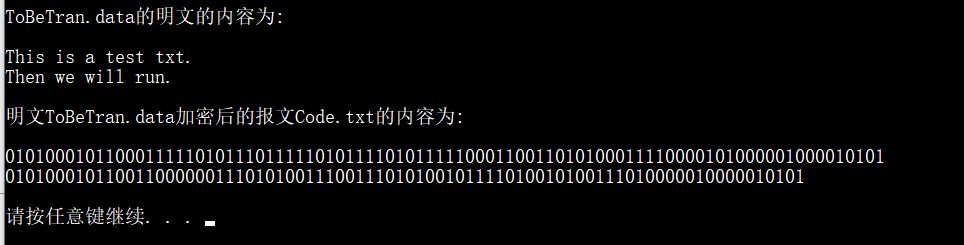 ToBeTran.data的明文的内容为:
This is a test txt.
Then we will run.
明文ToBeTran.data加密后的报文Code.txt的内容为:
0101000101100011111010111011111010111101011111000110011010100011110000101000001000010101
01010001011001100000011101010011100111010100101111010010100111010000010000010101
请按任意键继续. . .